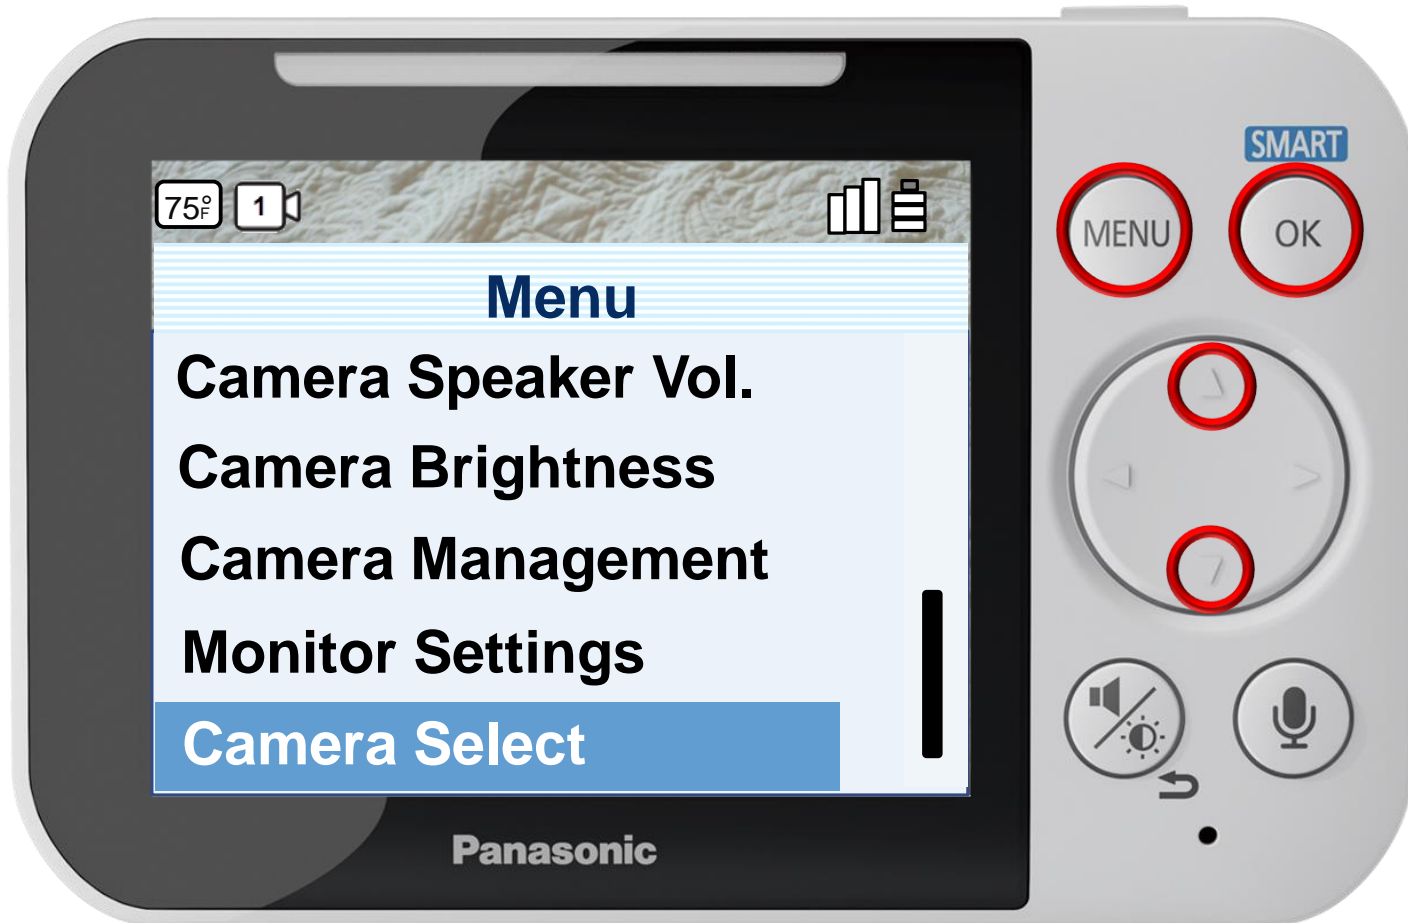 SMART
75°F 1
MENU OK
Menu
Camera Speaker Vol.
Camera Brightness
Camera Management
Monitor Settings
Camera Select
Panasonic